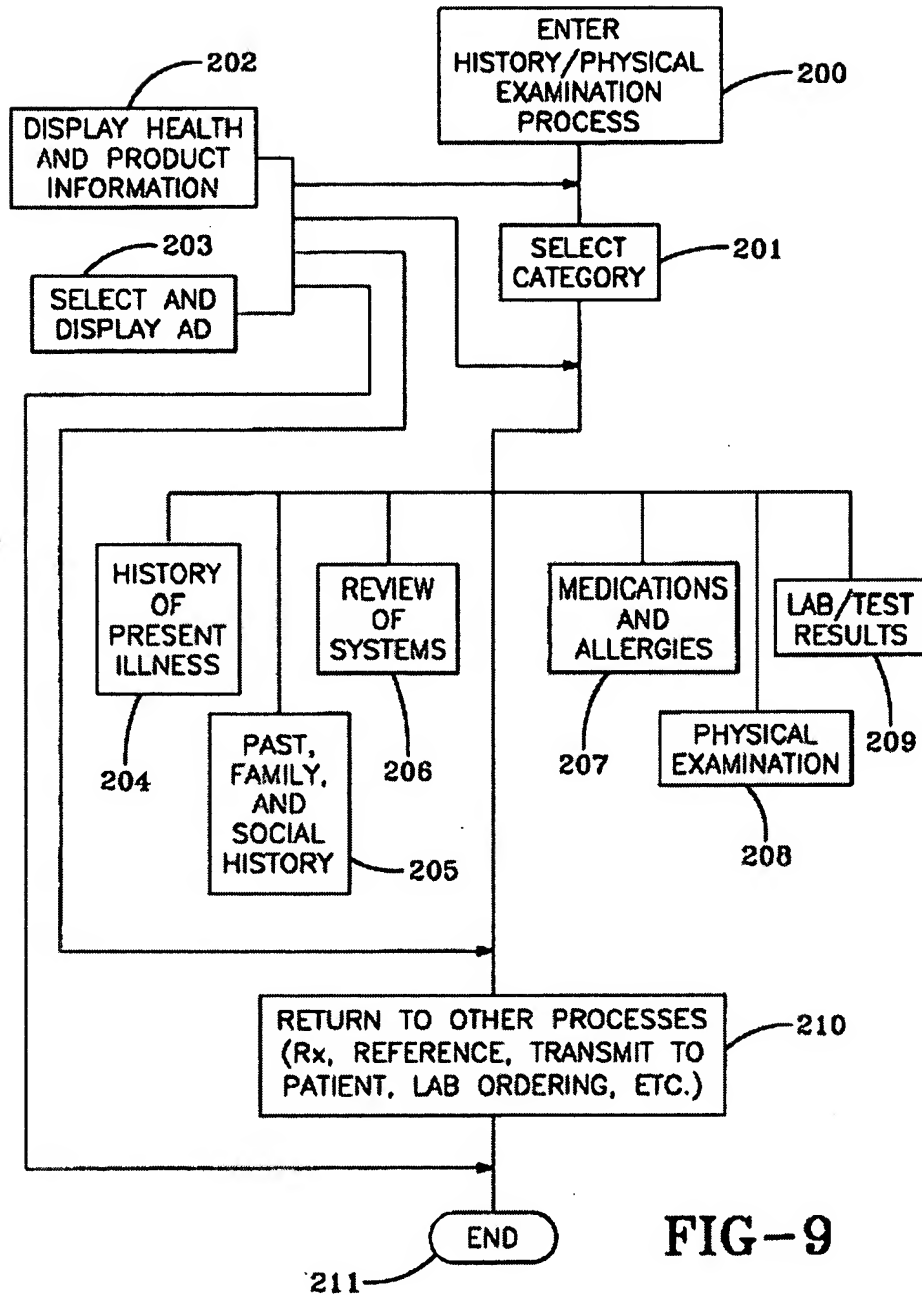 ENTER
HISTORY/PHYSICAL
EXAMINATION
PROCESS
200
202
DISPLAY HEALTH
AND PRODUCT
INFORMATION
203
SELECT AND
DISPLAY AD
SELECT
CATEGORY
201
HISTORY
OF
PRESENT
ILLNESS
204
PAST,
FAMILY,
AND
SOCIAL
HISTORY
205
REVIEW
OF
SYSTEMS
206
MEDICATIONS
AND
ALLERGIES
207
PHYSICAL
EXAMINATION
208
LAB/TEST
RESULTS
209
RETURN TO OTHER PROCESSES
(Rx, REFERENCE, TRANSMIT TO
PATIENT, LAB ORDERING, ETC.)
210
END
211
FIG-9